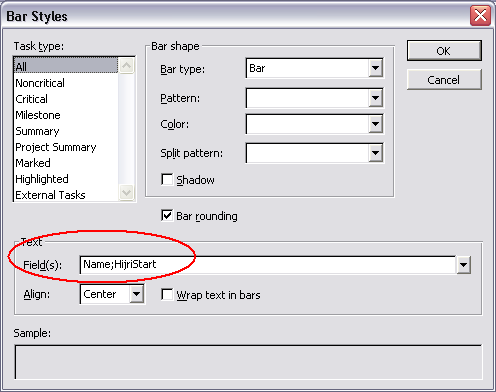 Bar Styles
Task type:
All
Noncritical
Critical
Milestone
Summary
Project Summary
Marked
Highlighted
External Tasks
Bar shape
Bar type: Bar
Pattern:
Color:
Split pattern:
Shadow
Bar rounding
OK
Cancel
Text
Field(s): Name;HijriStart
Align: Center Wrap text in bars
Sample: